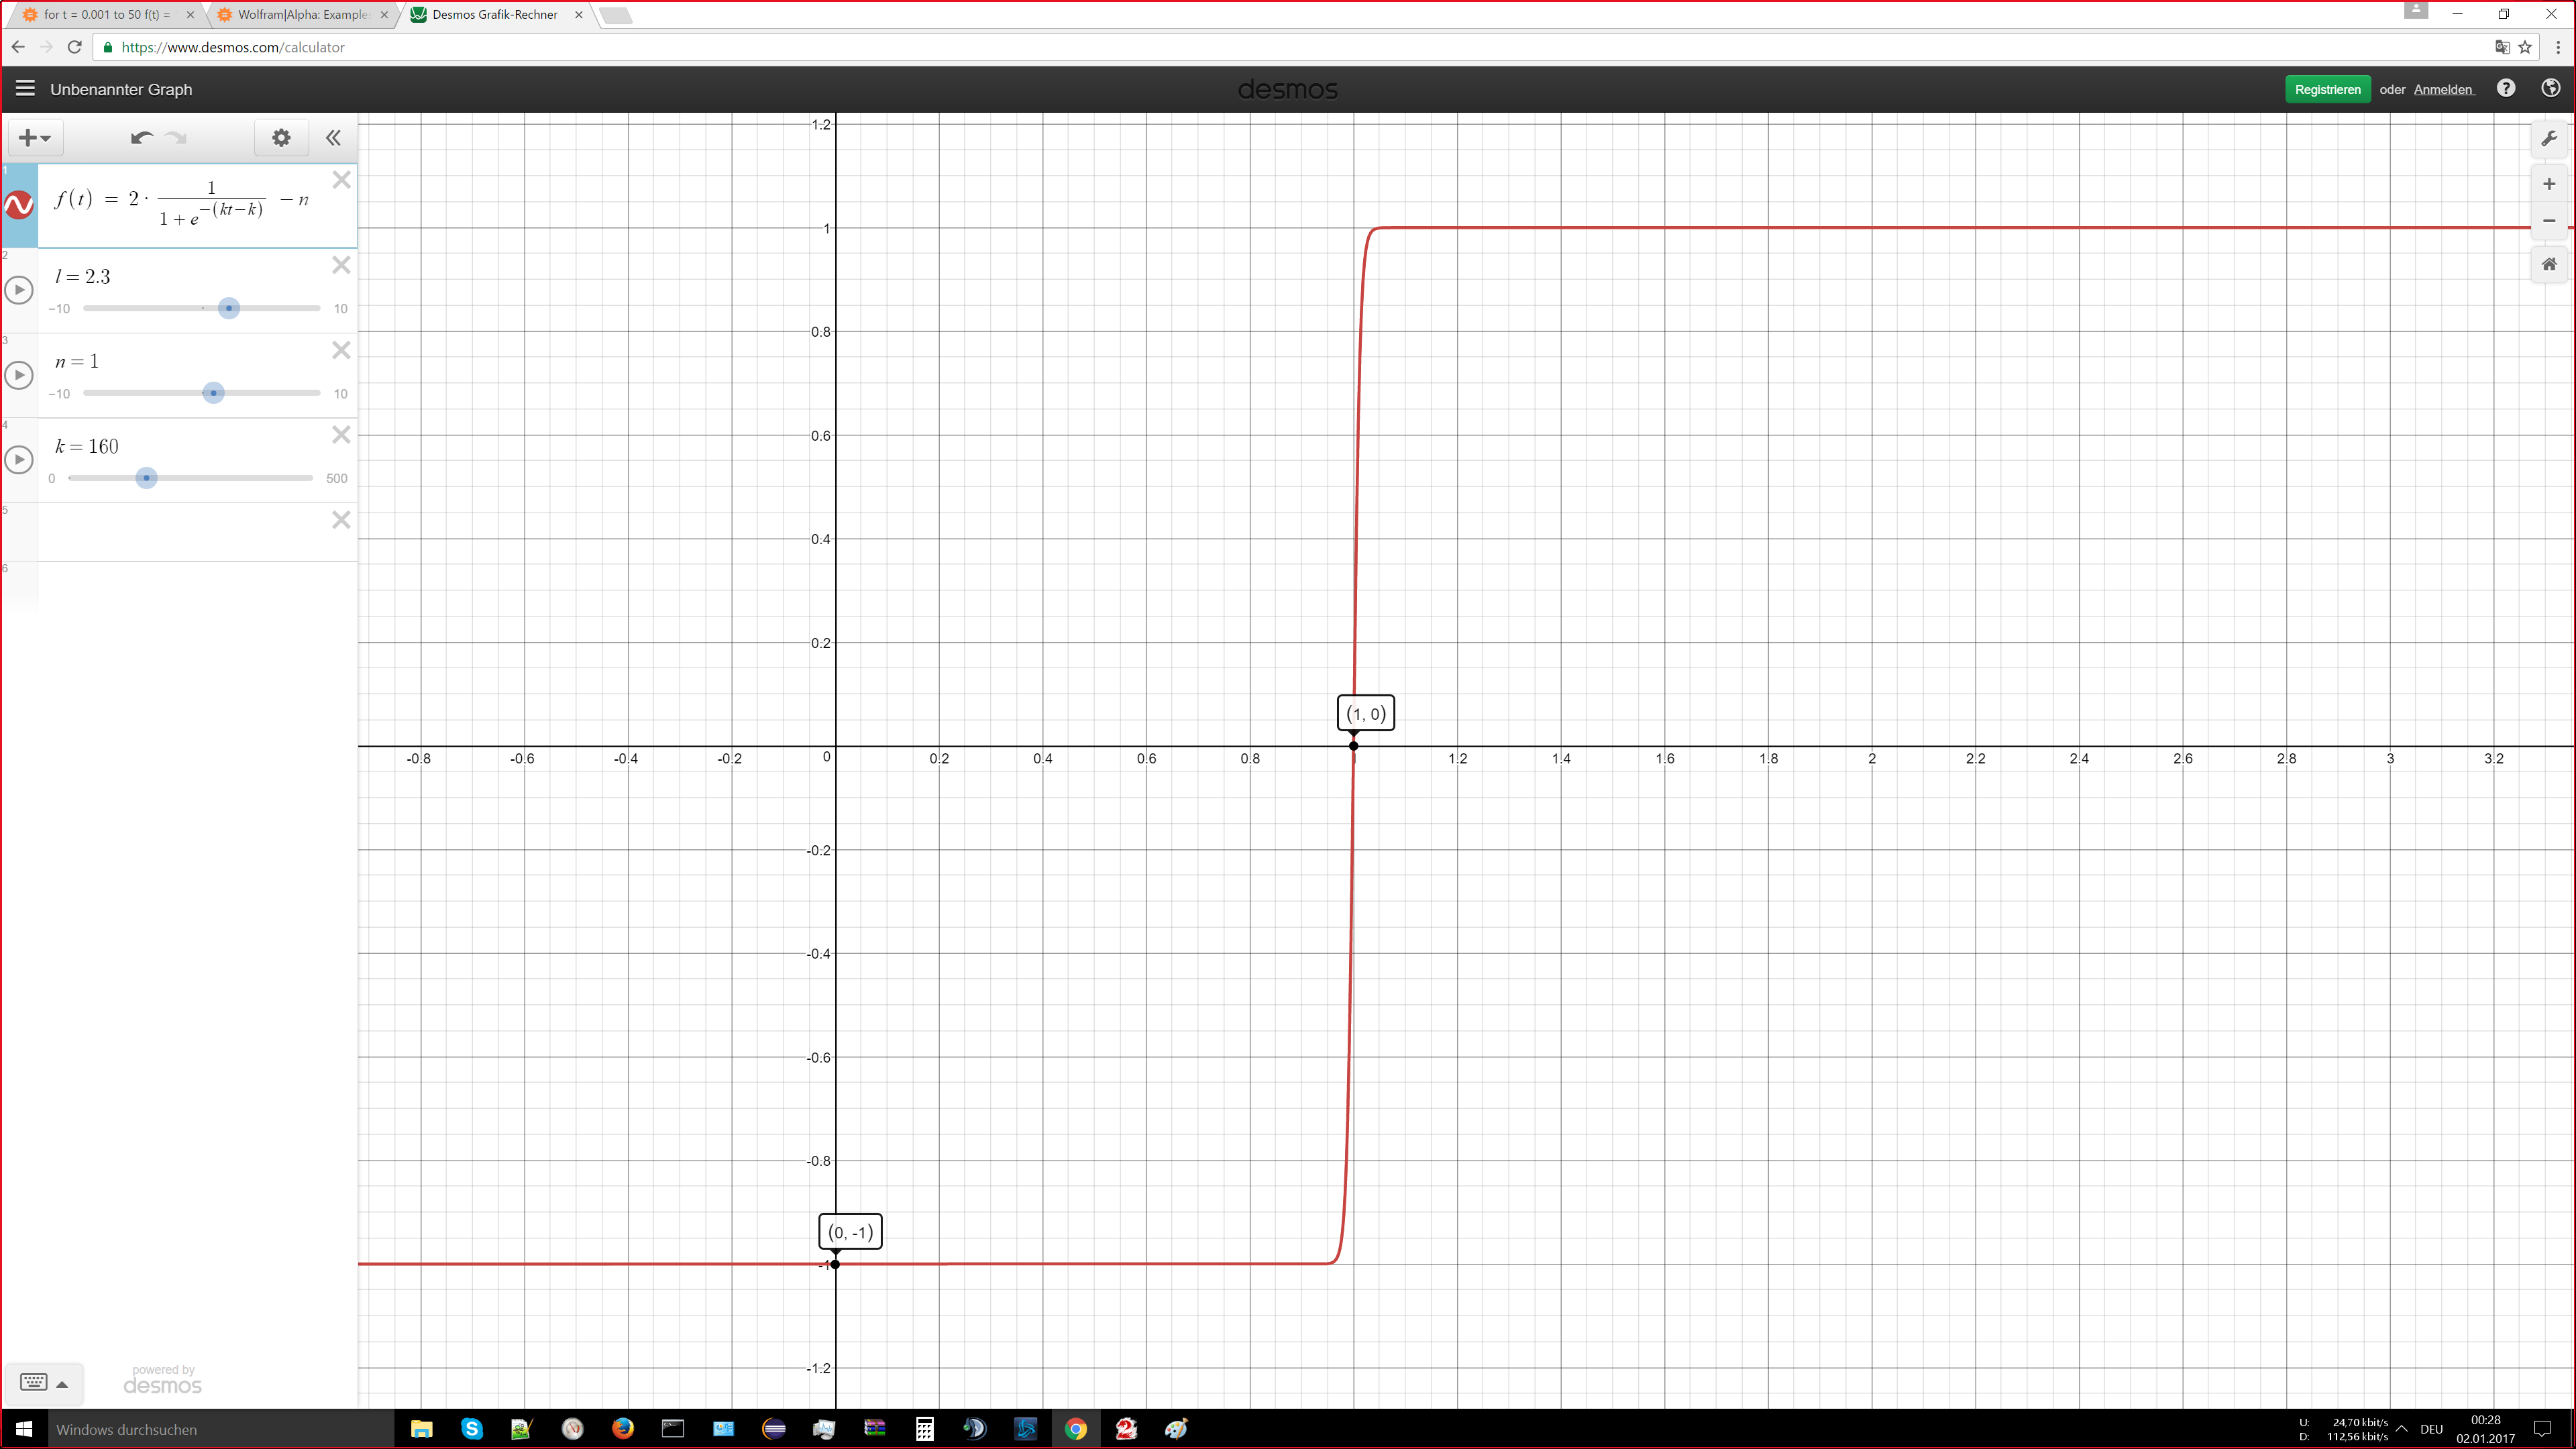 for t = 0.001 to 50 f(t) =
Wolfram|Alpha: Example
Desmos Grafik-Rechner
https://www.desmos.com/calculator
Unbenannter Graph
desmos
Registrieren oder Anmelden
1
f(t) = 2 · 1/(1 + e^−(kt−k)) − n
2
l = 2.3
−10 10
3
n = 1
−10 10
4
k = 160
0 500
5
6
1.2
1
0.8
0.6
0.4
0.2
(1, 0)
-0.8 -0.6 -0.4 -0.2 0 0.2 0.4 0.6 0.8 1.2 1.4 1.6 1.8 2 2.2 2.4 2.6 2.8 3 3.2
-0.2
-0.4
-0.6
-0.8
(0, -1)
-1
-1.2
powered by
desmos
Windows durchsuchen
U: 24,70 kbit/s
D: 112,56 kbit/s
DEU
00:28
02.01.2017